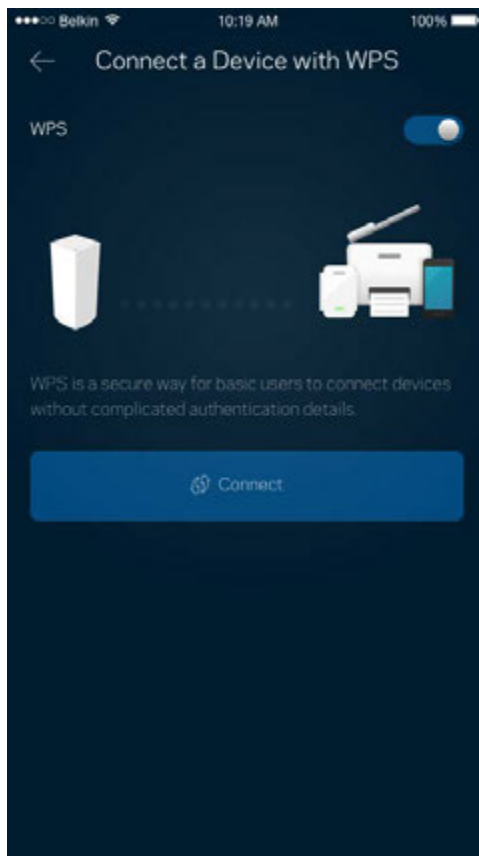 Belkin 10:19 AM 100%
Connect a Device with WPS
WPS
WPS is a secure way for basic users to connect devices
without complicated authentication details.
Connect